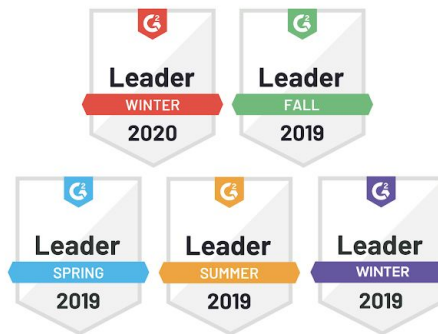 G2
Leader
WINTER
2020
G2
Leader
FALL
2019
G2
Leader
SPRING
2019
G2
Leader
SUMMER
2019
G2
Leader
WINTER
2019